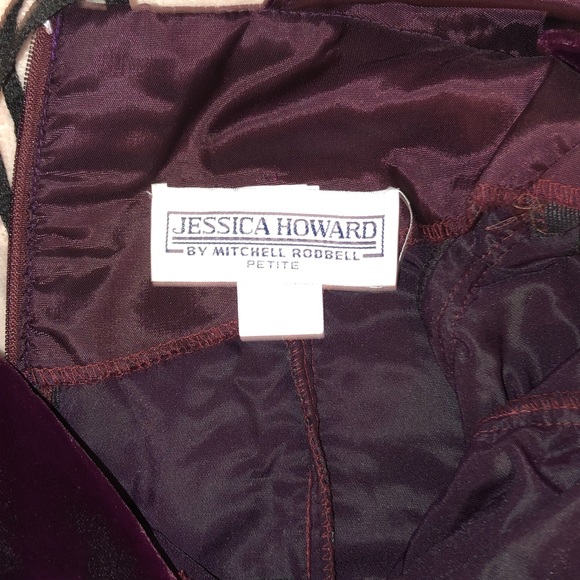 JESSICA HOWARD
BY MITCHELL RODBELL
PETITE